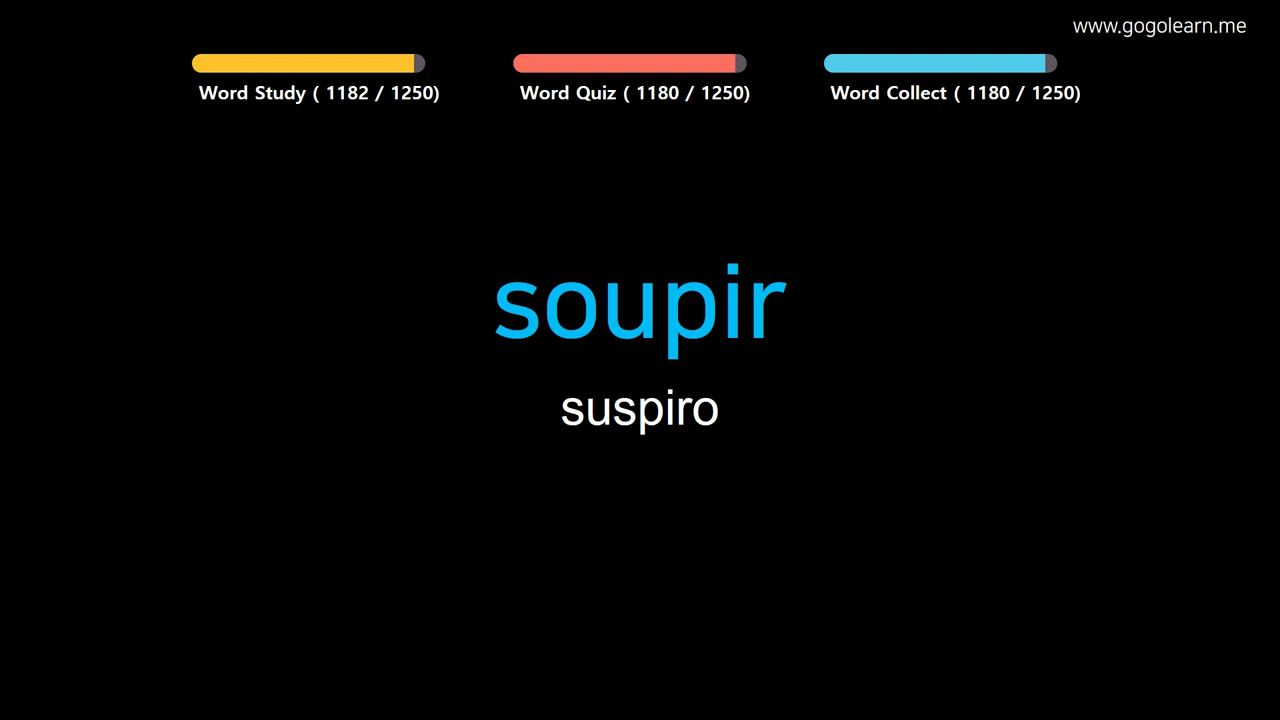 www.gogolearn.me
Word Study ( 1182 / 1250)
Word Quiz ( 1180 / 1250)
Word Collect ( 1180 / 1250)
soupir
suspiro